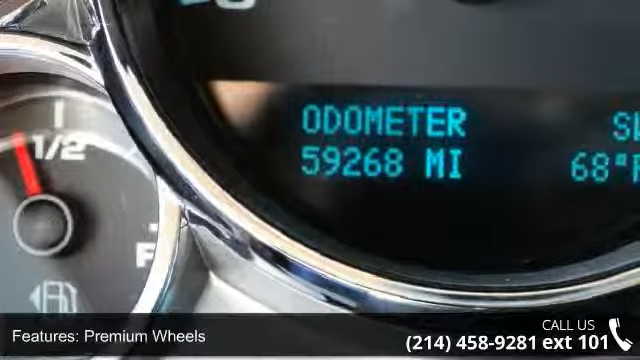 ODOMETER
59268 MI
68°F
1/2
F
Features: Premium Wheels
CALL US
(214) 458-9281 ext 101